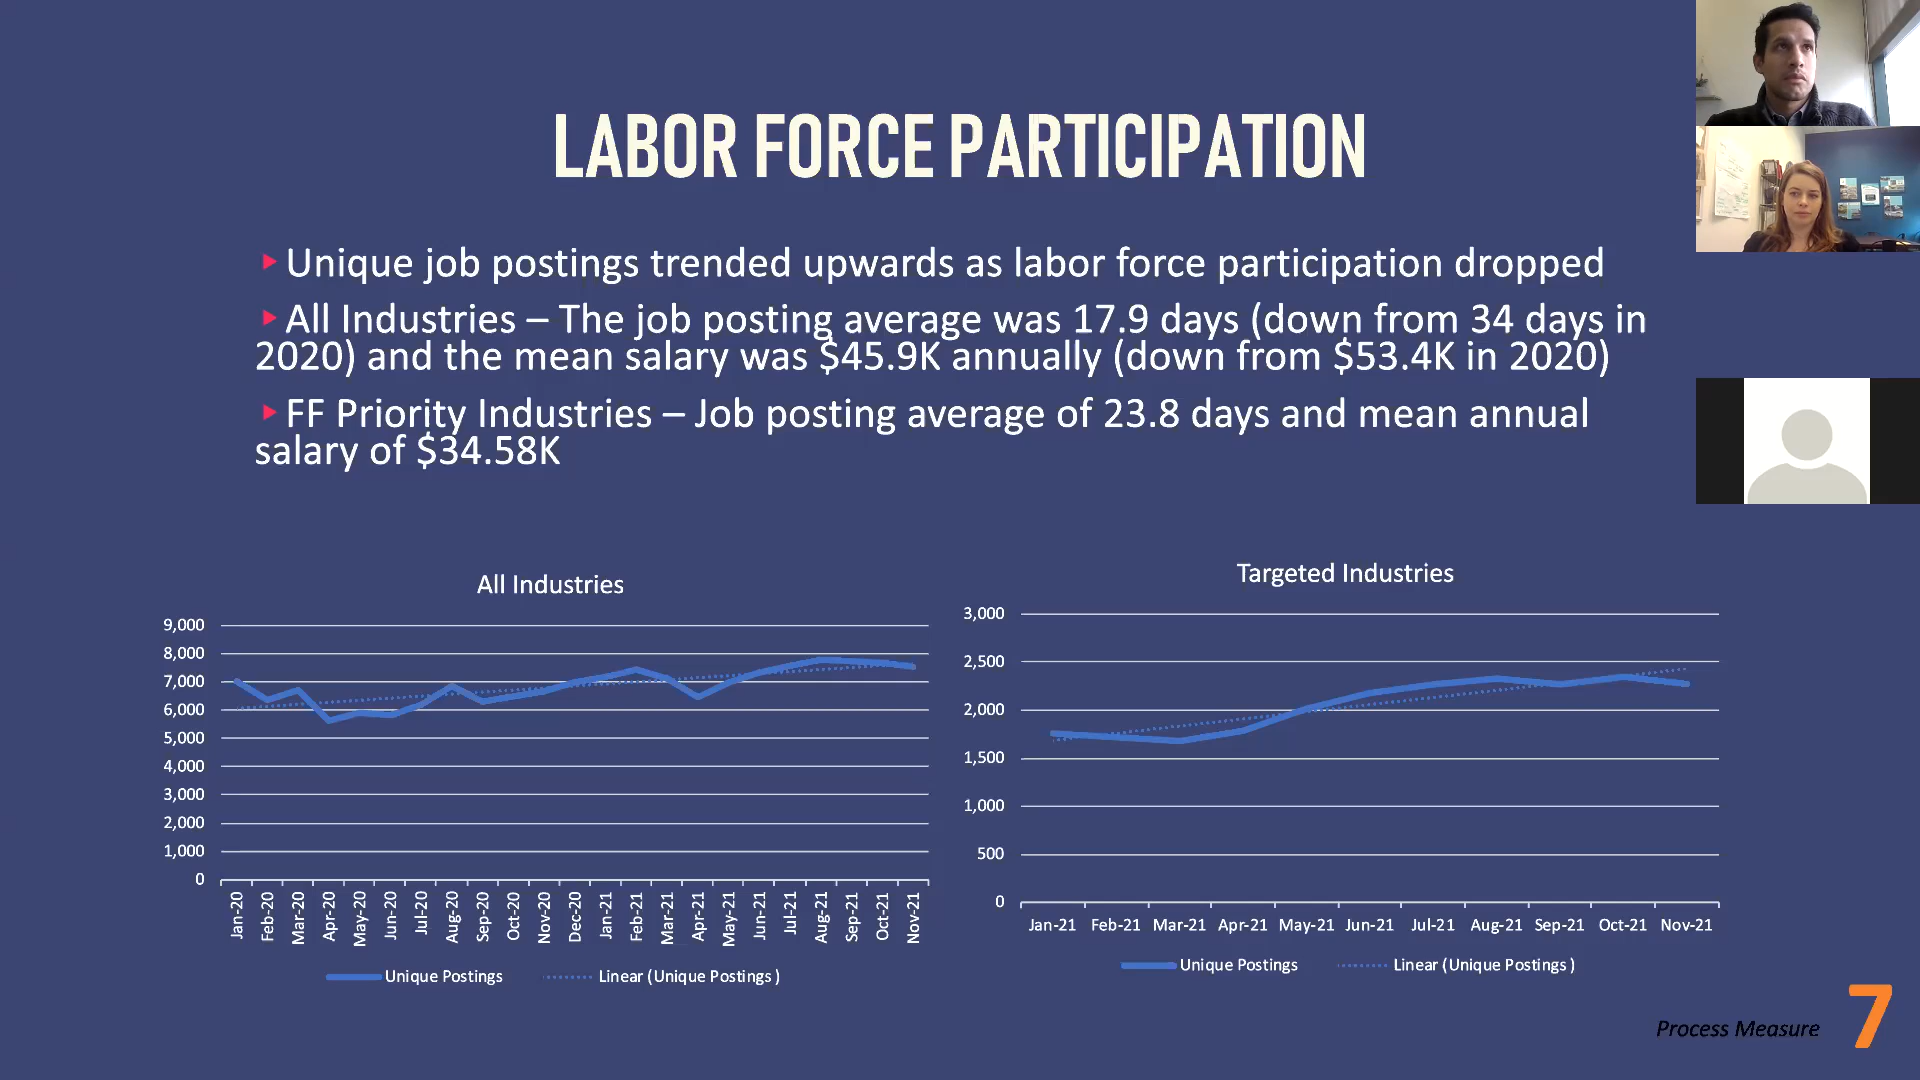 LABOR FORCE PARTICIPATION
Unique job postings trended upwards as labor force participation dropped
All Industries – The job posting average was 17.9 days (down from 34 days in
2020) and the mean salary was $45.9K annually (down from $53.4K in 2020)
FF Priority Industries – Job posting average of 23.8 days and mean annual
salary of $34.58K
All Industries
9,000
8,000
7,000
6,000
5,000
4,000
3,000
2,000
1,000
0
Jan-20
Feb-20
Mar-20
Apr-20
May-20
Jun-20
Jul-20
Aug-20
Sep-20
Oct-20
Nov-20
Dec-20
Jan-21
Feb-21
Mar-21
Apr-21
May-21
Jun-21
Jul-21
Aug-21
Sep-21
Oct-21
Nov-21
Unique Postings
Linear (Unique Postings )
Targeted Industries
3,000
2,500
2,000
1,500
1,000
500
0
Jan-21 Feb-21 Mar-21 Apr-21 May-21 Jun-21 Jul-21 Aug-21 Sep-21 Oct-21 Nov-21
Unique Postings
Linear (Unique Postings )
Process Measure
7